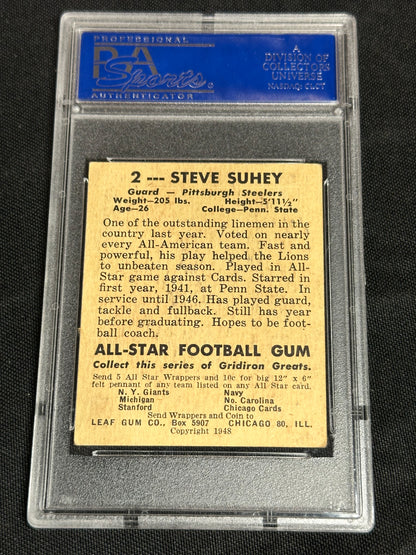 PROFESSIONAL
PSA
Sports
AUTHENTICATOR
A
DIVISION OF
COLLECTORS
UNIVERSE
NASDAQ: CLCT
2 --- STEVE SUHEY
Guard — Pittsburgh Steelers
Weight—205 lbs. Height—5'11½"
Age—26 College—Penn. State
One of the outstanding linemen in the
country last year. Voted on nearly
every All-American team. Fast and
powerful, his play helped the Lions
to unbeaten season. Played in All-
Star game against Cards. Starred in
first year, 1941, at Penn State. In
service until 1946. Has played guard,
tackle and fullback. Still has year
before graduating. Hopes to be foot-
ball coach.
ALL-STAR FOOTBALL GUM
Collect this series of Gridiron Greats.
Send 5 All Star Wrappers and 10c for big 12" x 6"
felt pennant of any team listed on any All Star card.
N. Y. Giants Navy
Michigan No. Carolina
Stanford Chicago Cards
Send Wrappers and Coin to
LEAF GUM CO., Box 5907 CHICAGO 80, ILL.
Copyright 1948